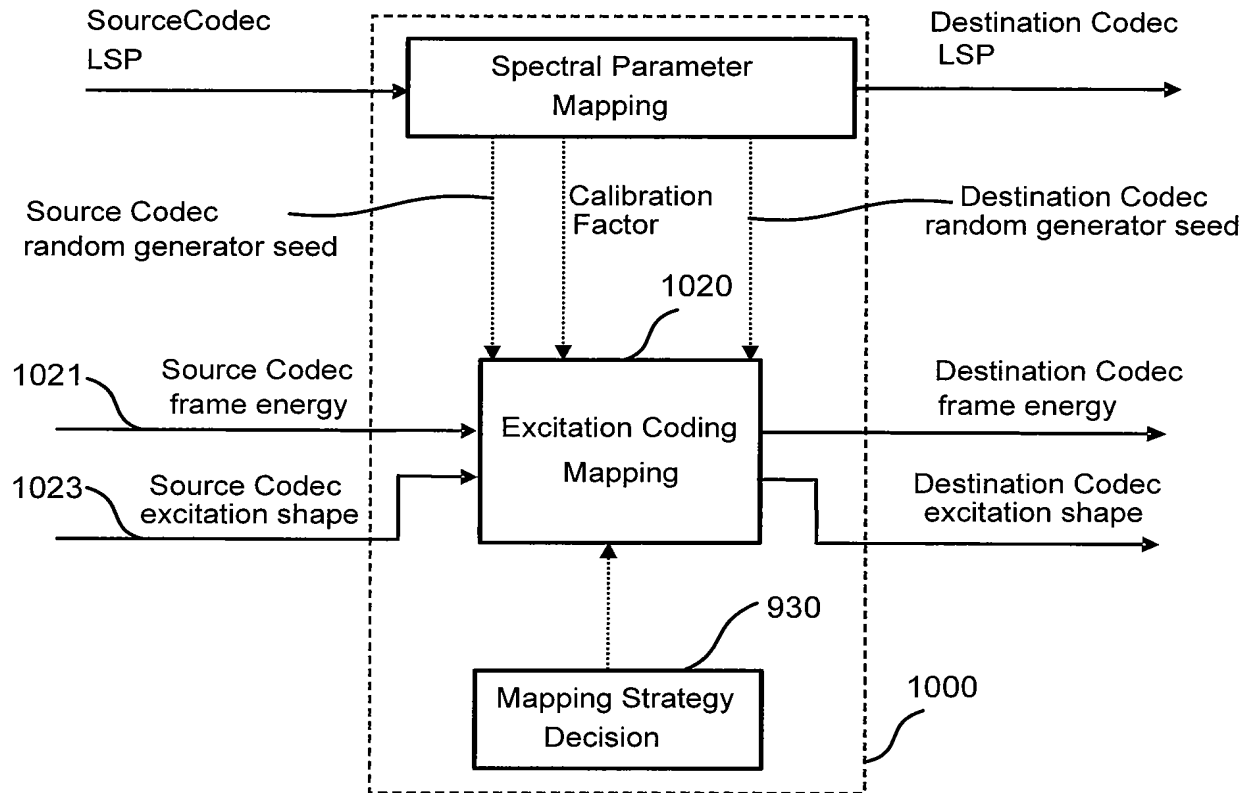 SourceCodec
LSP
Spectral Parameter
Mapping
Destination Codec
LSP
Source Codec
random generator seed
Calibration
Factor
Destination Codec
random generator seed
1020
1021
Source Codec
frame energy
Excitation Coding
Mapping
Destination Codec
frame energy
1023
Source Codec
excitation shape
Destination Codec
excitation shape
930
Mapping Strategy
Decision
1000